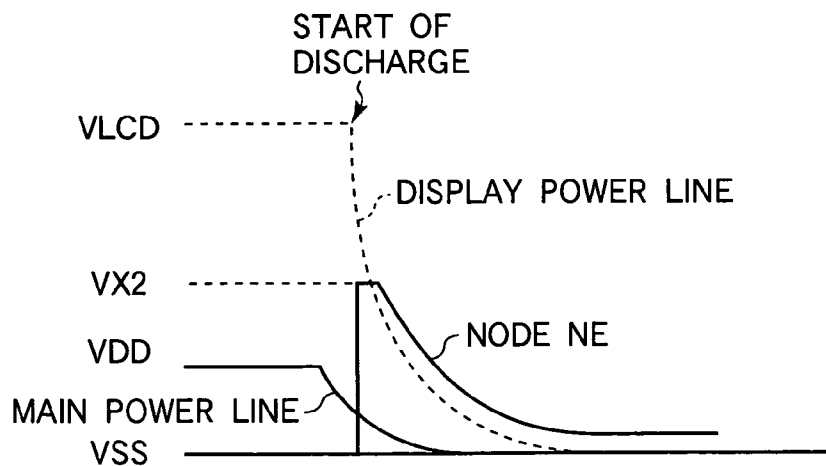 START OF
DISCHARGE
VLCD
DISPLAY POWER LINE
VX2
NODE NE
VDD
MAIN POWER LINE
VSS